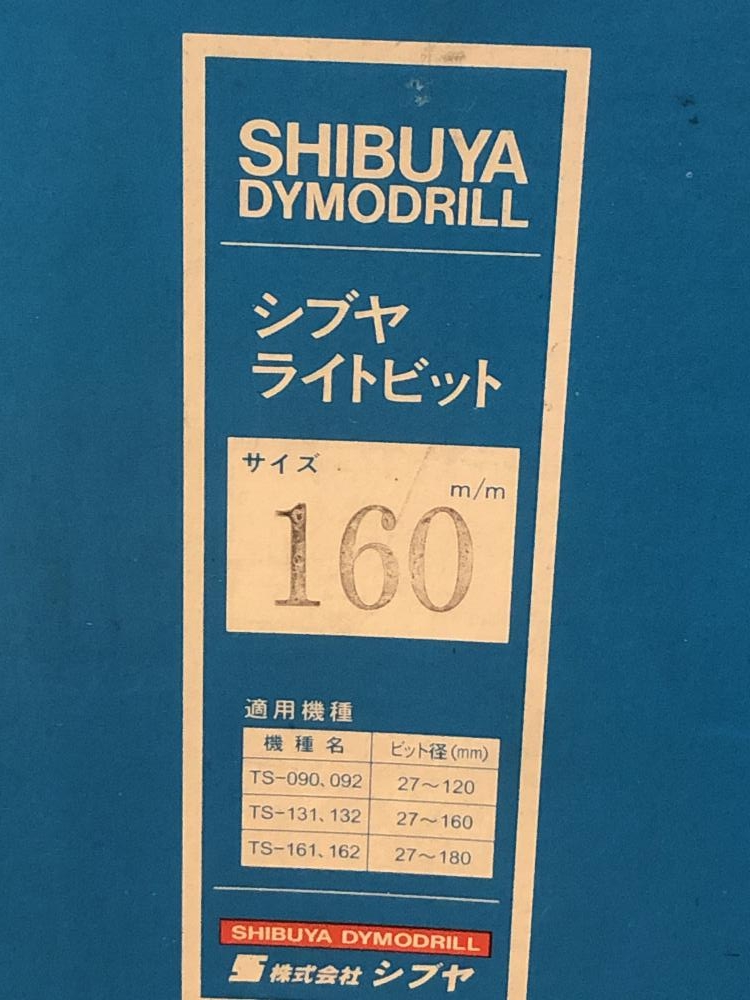 SHIBUYA
DYMODRILL
シブヤ
ライトビット
サイズ
m/m
160
適用機種
機種名 ビット径(mm)
TS-090、092 27～120
TS-131、132 27～160
TS-161、162 27～180
SHIBUYA DYMODRILL
株式会社 シブヤ